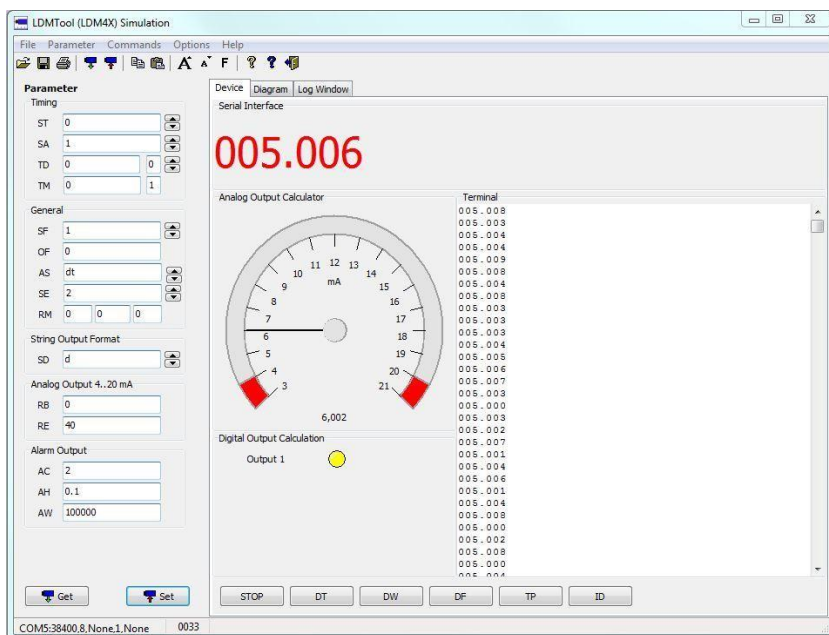 LDMTool (LDM4X) Simulation
File Parameter Commands Options Help
A A F ? ?
Parameter
Timing
ST 0
SA 1
TD 0 0
TM 0 1
General
SF 1
OF 0
AS dt
SE 2
RM 0 0 0
String Output Format
SD d
Analog Output 4..20 mA
RB 0
RE 40
Alarm Output
AC 2
AH 0.1
AW 100000
Get Set
Device Diagram Log Window
Serial Interface
005.006
Analog Output Calculator
3 4 5 6 7 8 9 10 11 12 13 14 15 16 17 18 19 20 21
mA
6,002
Digital Output Calculation
Output 1
Terminal
005.008
005.003
005.004
005.004
005.009
005.008
005.004
005.008
005.003
005.003
005.003
005.004
005.005
005.006
005.007
005.003
005.000
005.003
005.002
005.007
005.001
005.004
005.006
005.001
005.004
005.008
005.000
005.002
005.008
005.000
005.004
STOP DT DW DF TP ID
COM5:38400,8,None,1,None 0033